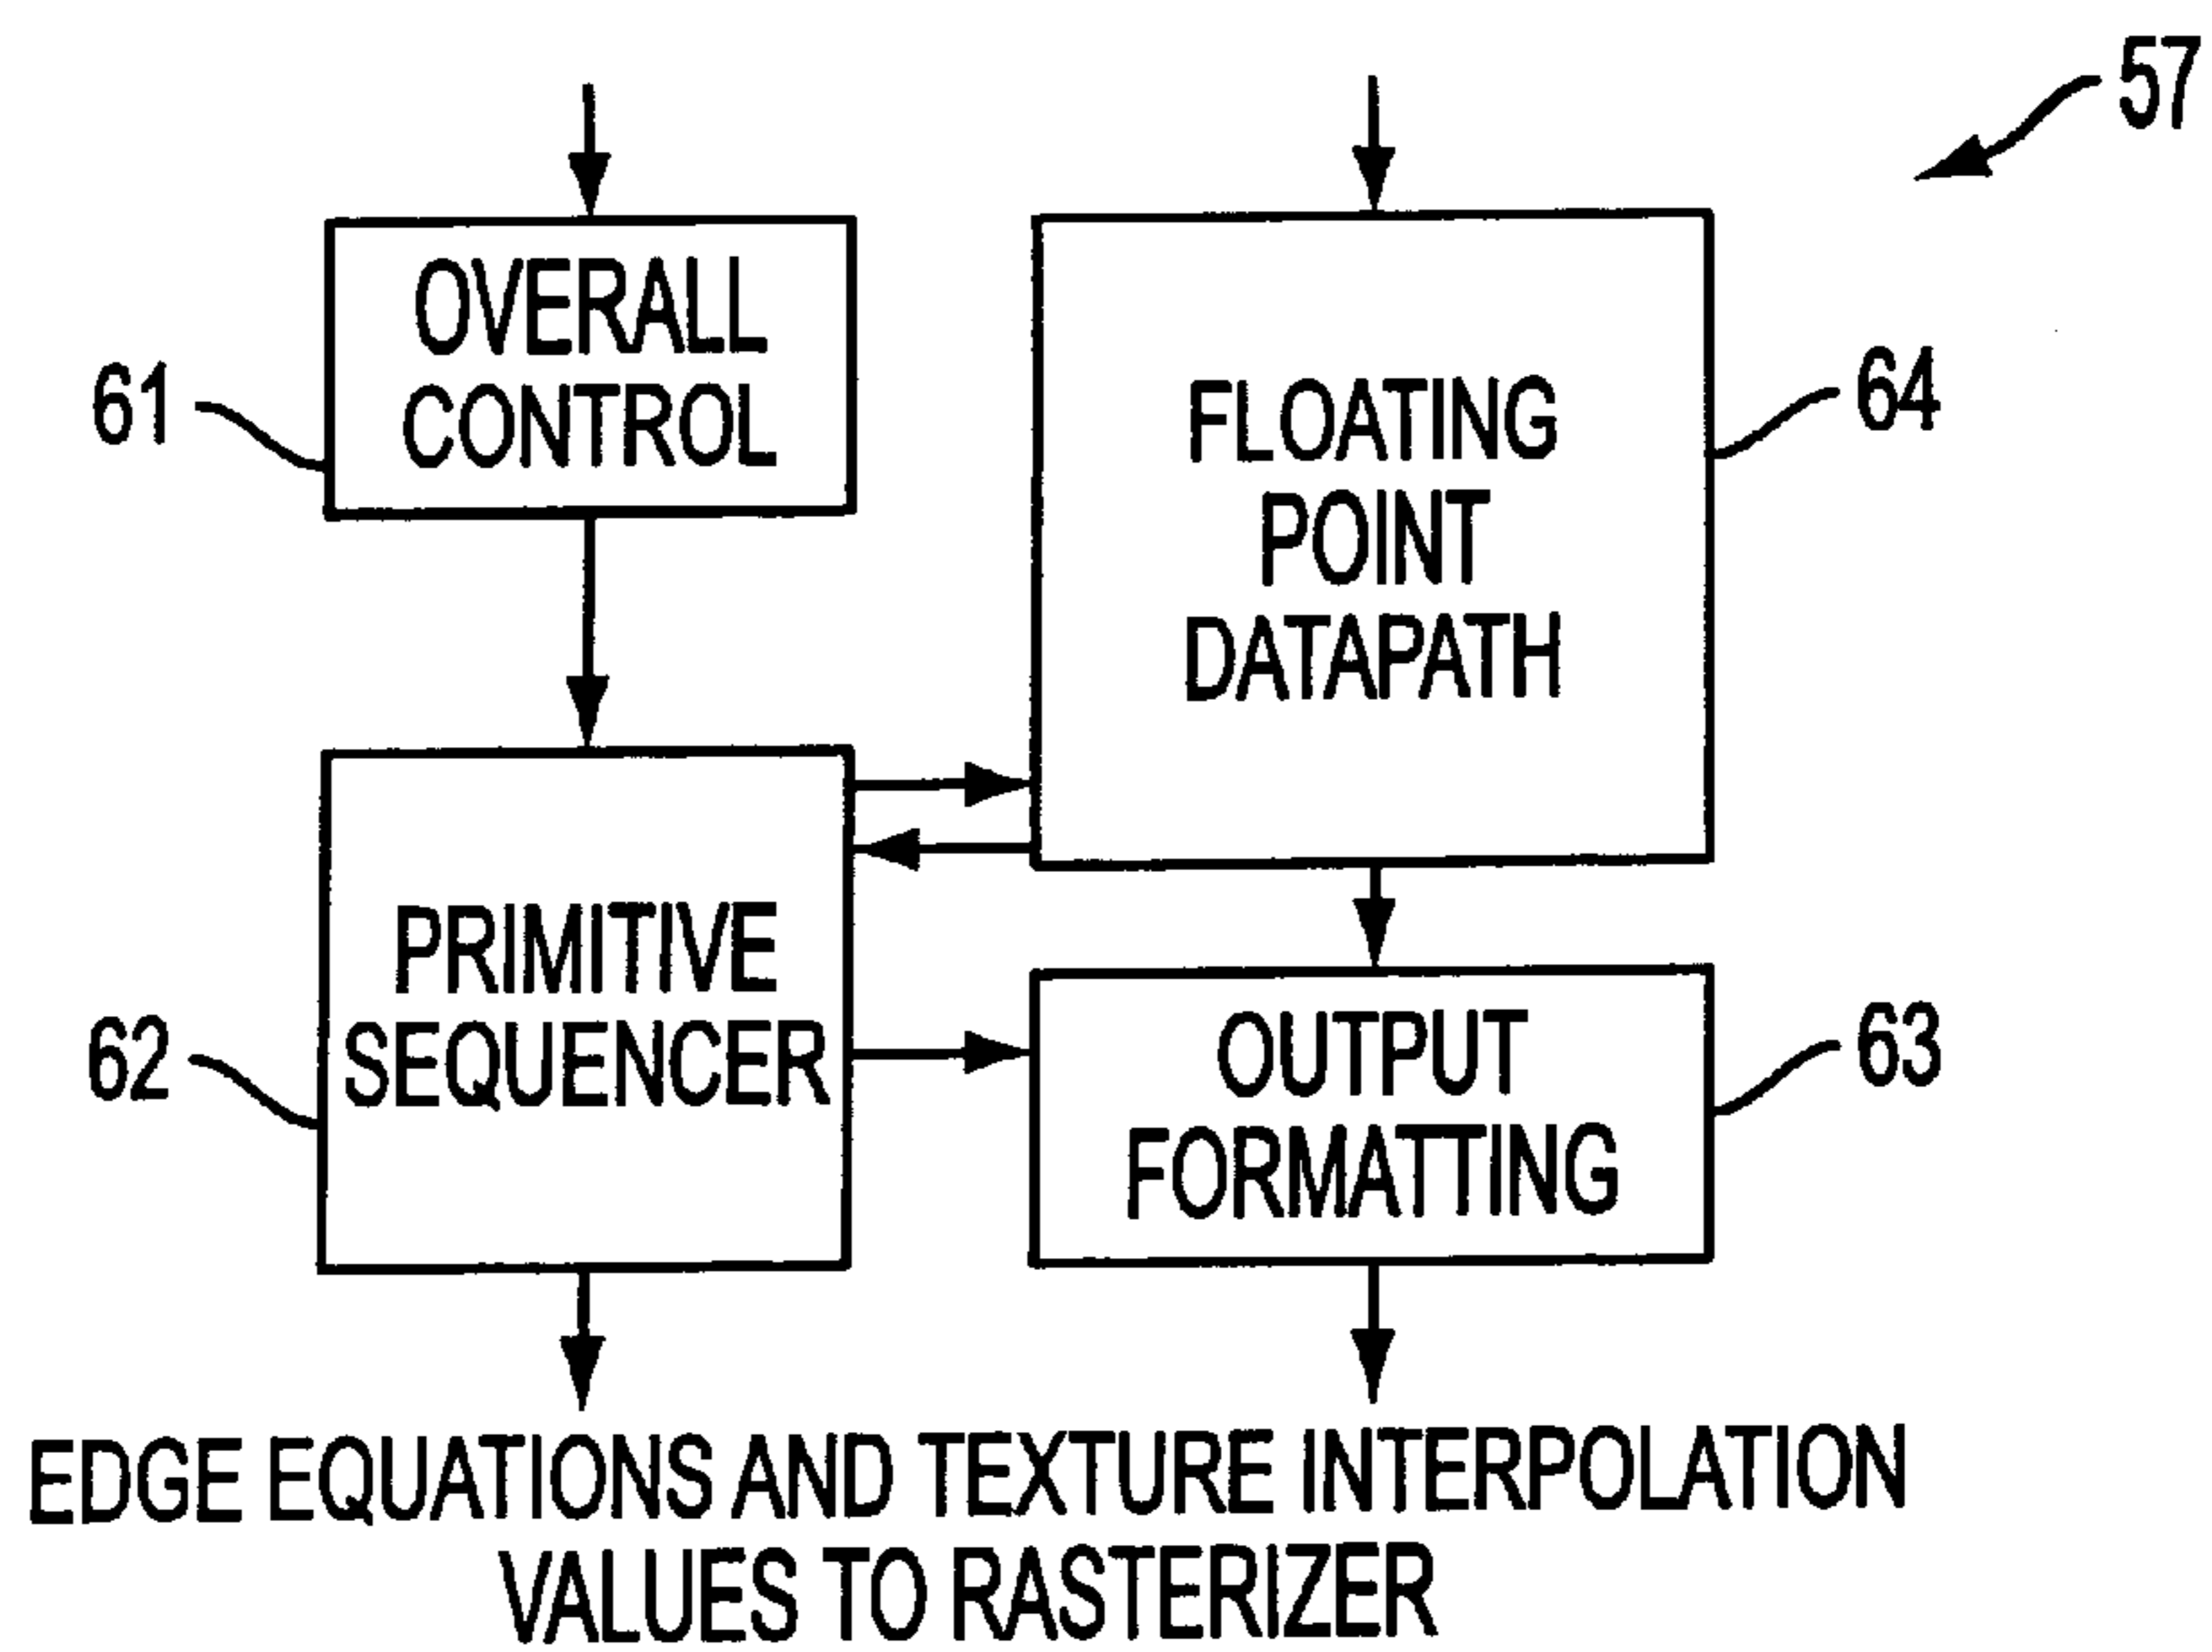 57
OVERALL
CONTROL
61
FLOATING
POINT
DATAPATH
64
PRIMITIVE
SEQUENCER
62
OUTPUT
FORMATTING
63
EDGE EQUATIONS AND TEXTURE INTERPOLATION
VALUES TO RASTERIZER